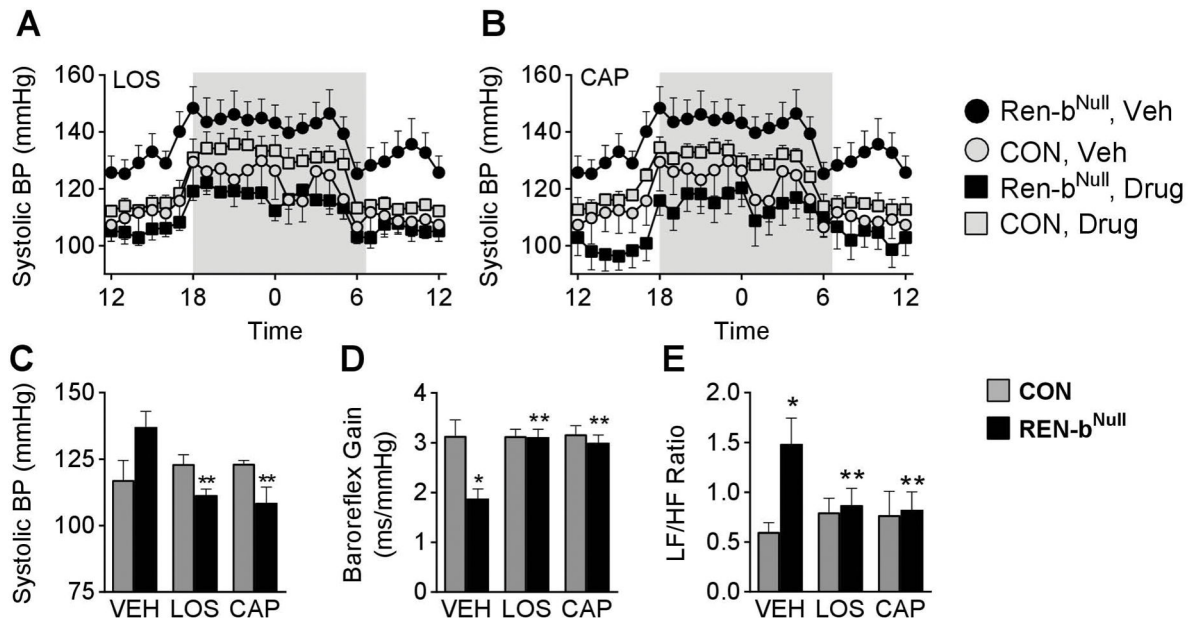 A
Systolic BP (mmHg)
160
140
120
100
LOS
12 18 0 6 12
Time
B
Systolic BP (mmHg)
160
140
120
100
CAP
12 18 0 6 12
Time
Ren-bNull, Veh
CON, Veh
Ren-bNull, Drug
CON, Drug
C
Systolic BP (mmHg)
150
125
100
75
** **
VEH LOS CAP
D
Baroreflex Gain
(ms/mmHg)
4
3
2
1
0
* ** **
VEH LOS CAP
E
LF/HF Ratio
2.0
1.5
1.0
0.5
0.0
* ** **
VEH LOS CAP
CON
REN-bNull